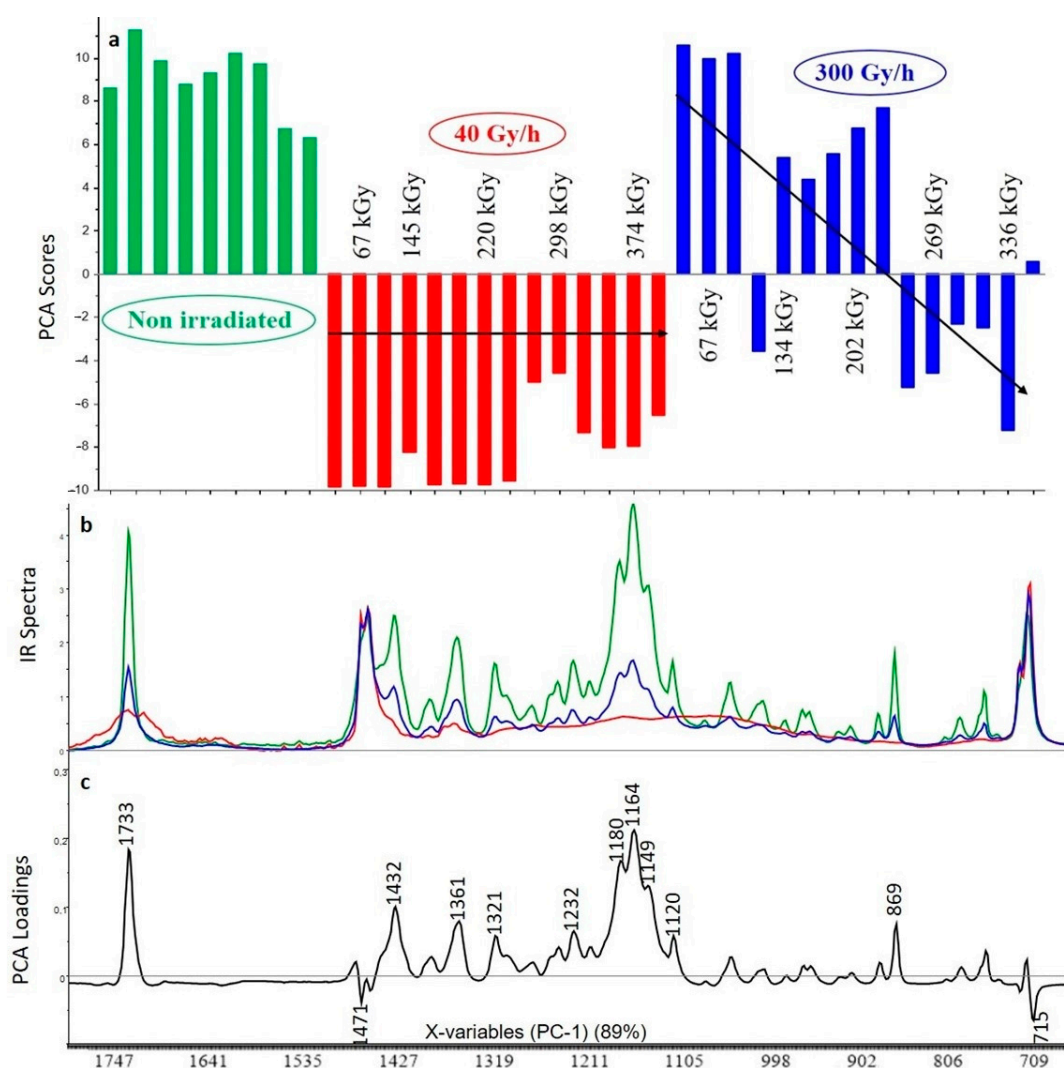 a
10
8
6
4
2
0
−2
−4
−6
−8
−10
PCA Scores
Non irradiated
40 Gy/h
67 kGy
145 kGy
220 kGy
298 kGy
374 kGy
300 Gy/h
67 kGy
134 kGy
202 kGy
269 kGy
336 kGy
b
IR Spectra
4
3
2
1
0
c
PCA Loadings
0,3
0,2
0,1
0
1733
1471
1432
1361
1321
1232
1180
1164
1149
1120
869
715
X-variables (PC-1) (89%)
1747 1641 1535 1427 1319 1211 1105 998 902 806 709